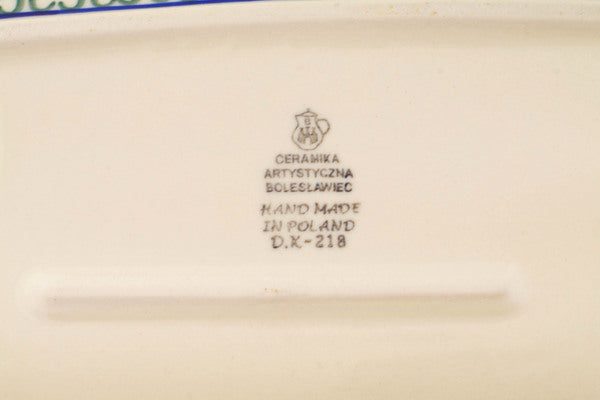 B
CERAMIKA
ARTYSTYCZNA
BOLESŁAWIEC
HAND MADE
IN POLAND
D.K-218